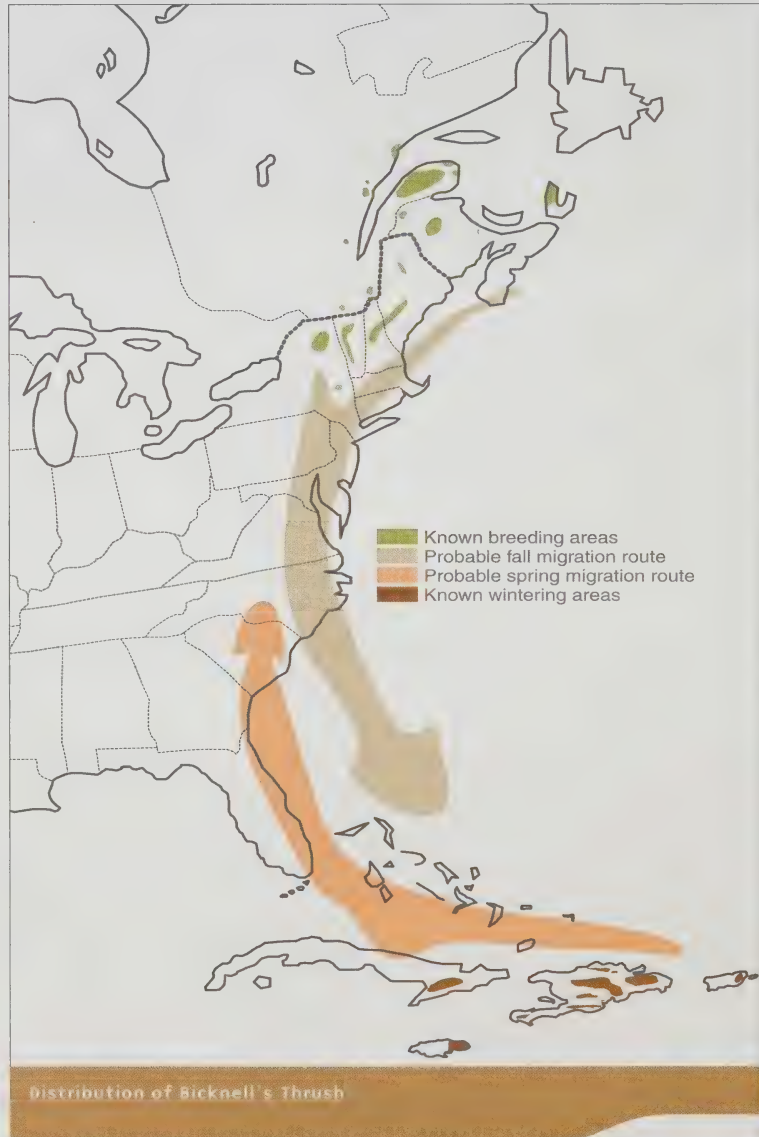 Known breeding areas
Probable fall migration route
Probable spring migration route
Known wintering areas
Distribution of Bicknell's Thrush